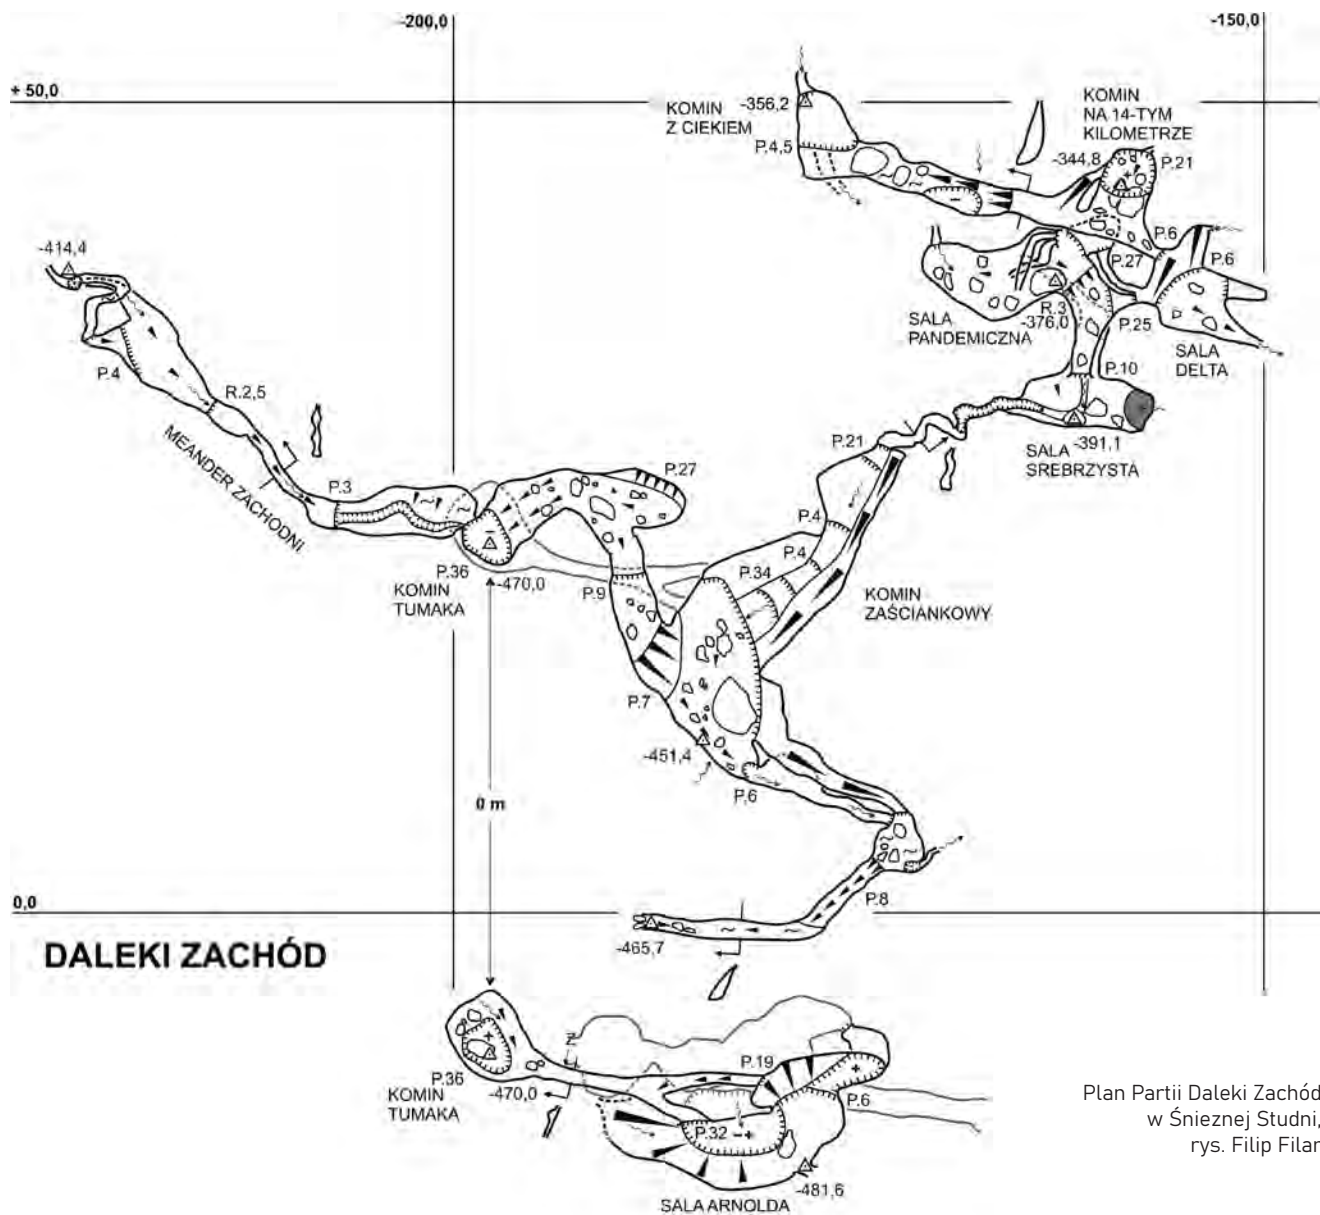 -200,0
-150,0
+ 50,0
KOMIN
Z CIEKIEM
-356,2
P.4,5
KOMIN
NA 14-TYM
KILOMETRZE
-344,8
P.21
P.6
P.27
P.6
-414,4
SALA
PANDEMICZNA
R.3
-376,0
P.25
SALA
DELTA
P.4
R.2,5
P.10
MEANDER ZACHODNI
P.3
P.27
P.21
SALA
SREBRZYSTA
-391,1
P.4
P.4
P.34
P.36
-470,0
KOMIN
TUMAKA
P.9
KOMIN
ZAŚCIANKOWY
P.7
-451,4
P.6
0 m
P.8
0,0
-465,7
DALEKI ZACHÓD
Z
P.19
P.36
-470,0
KOMIN
TUMAKA
P.6
P.32
-481,6
SALA ARNOLDA
Plan Partii Daleki Zachód
w Śnieznej Studni,
rys. Filip Filar